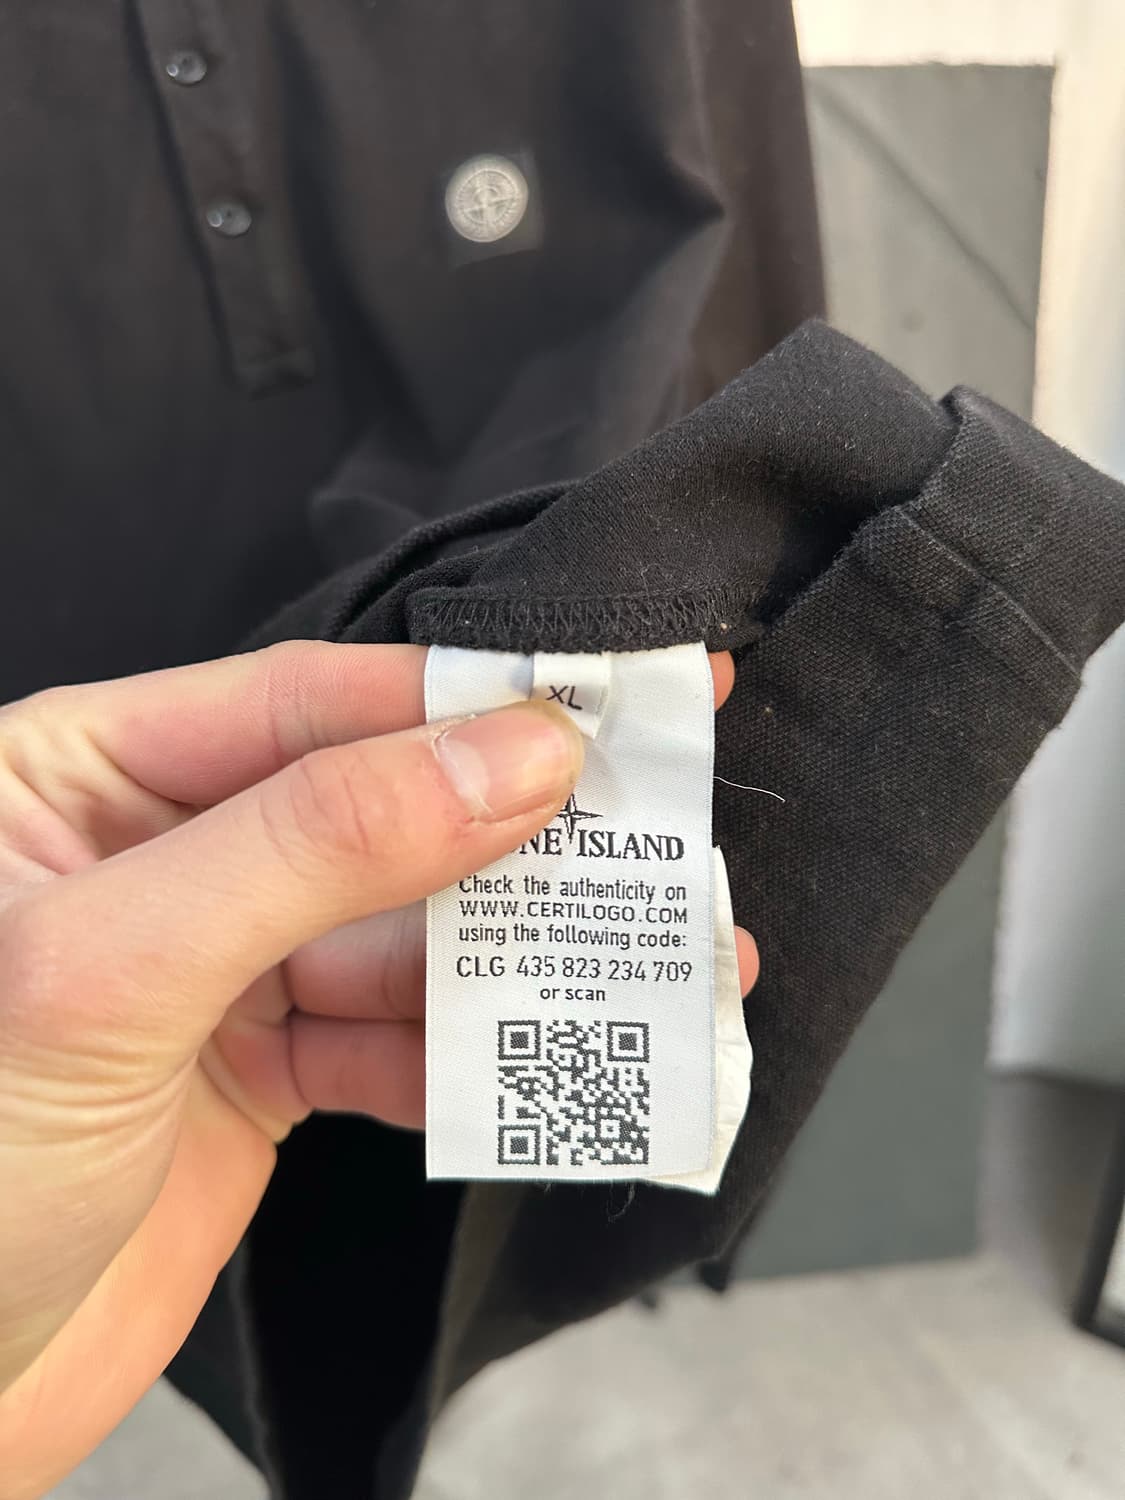 XL
ISLAND
Check the authenticity on
WWW.CERTILOGO.COM
using the following code:
CLG 435 823 234 709
or scan